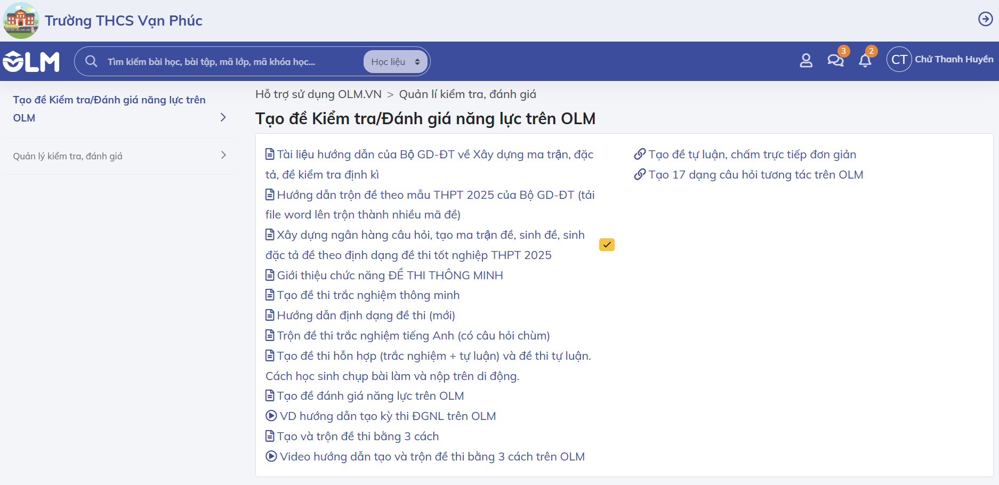 Trường THCS Vạn Phúc
OLM
Tìm kiếm bài học, bài tập, mã lớp, mã khóa học...
Học liệu
3
2
CT
Chử Thanh Huyền
Tạo đề Kiểm tra/Đánh giá năng lực trên
OLM
Quản lý kiểm tra, đánh giá
Hỗ trợ sử dụng OLM.VN > Quản lí kiểm tra, đánh giá
Tạo đề Kiểm tra/Đánh giá năng lực trên OLM
Tài liệu hướng dẫn của Bộ GD-ĐT về Xây dựng ma trận, đặc
tả, đề kiểm tra định kì
Hướng dẫn trộn đề theo mẫu THPT 2025 của Bộ GD-ĐT (tải
file word lên trộn thành nhiều mã đề)
Xây dựng ngân hàng câu hỏi, tạo ma trận đề, sinh đề, sinh
đặc tả đề theo định dạng đề thi tốt nghiệp THPT 2025
Giới thiệu chức năng ĐỀ THI THÔNG MINH
Tạo đề thi trắc nghiệm thông minh
Hướng dẫn định dạng đề thi (mới)
Trộn đề thi trắc nghiệm tiếng Anh (có câu hỏi chùm)
Tạo đề thi hỗn hợp (trắc nghiệm + tự luận) và đề thi tự luận.
Cách học sinh chụp bài làm và nộp trên di động.
Tạo đề đánh giá năng lực trên OLM
VD hướng dẫn tạo kỳ thi ĐGNL trên OLM
Tạo và trộn đề thi bằng 3 cách
Video hướng dẫn tạo và trộn đề thi bằng 3 cách trên OLM
Tạo đề tự luận, chấm trực tiếp đơn giản
Tạo 17 dạng câu hỏi tương tác trên OLM